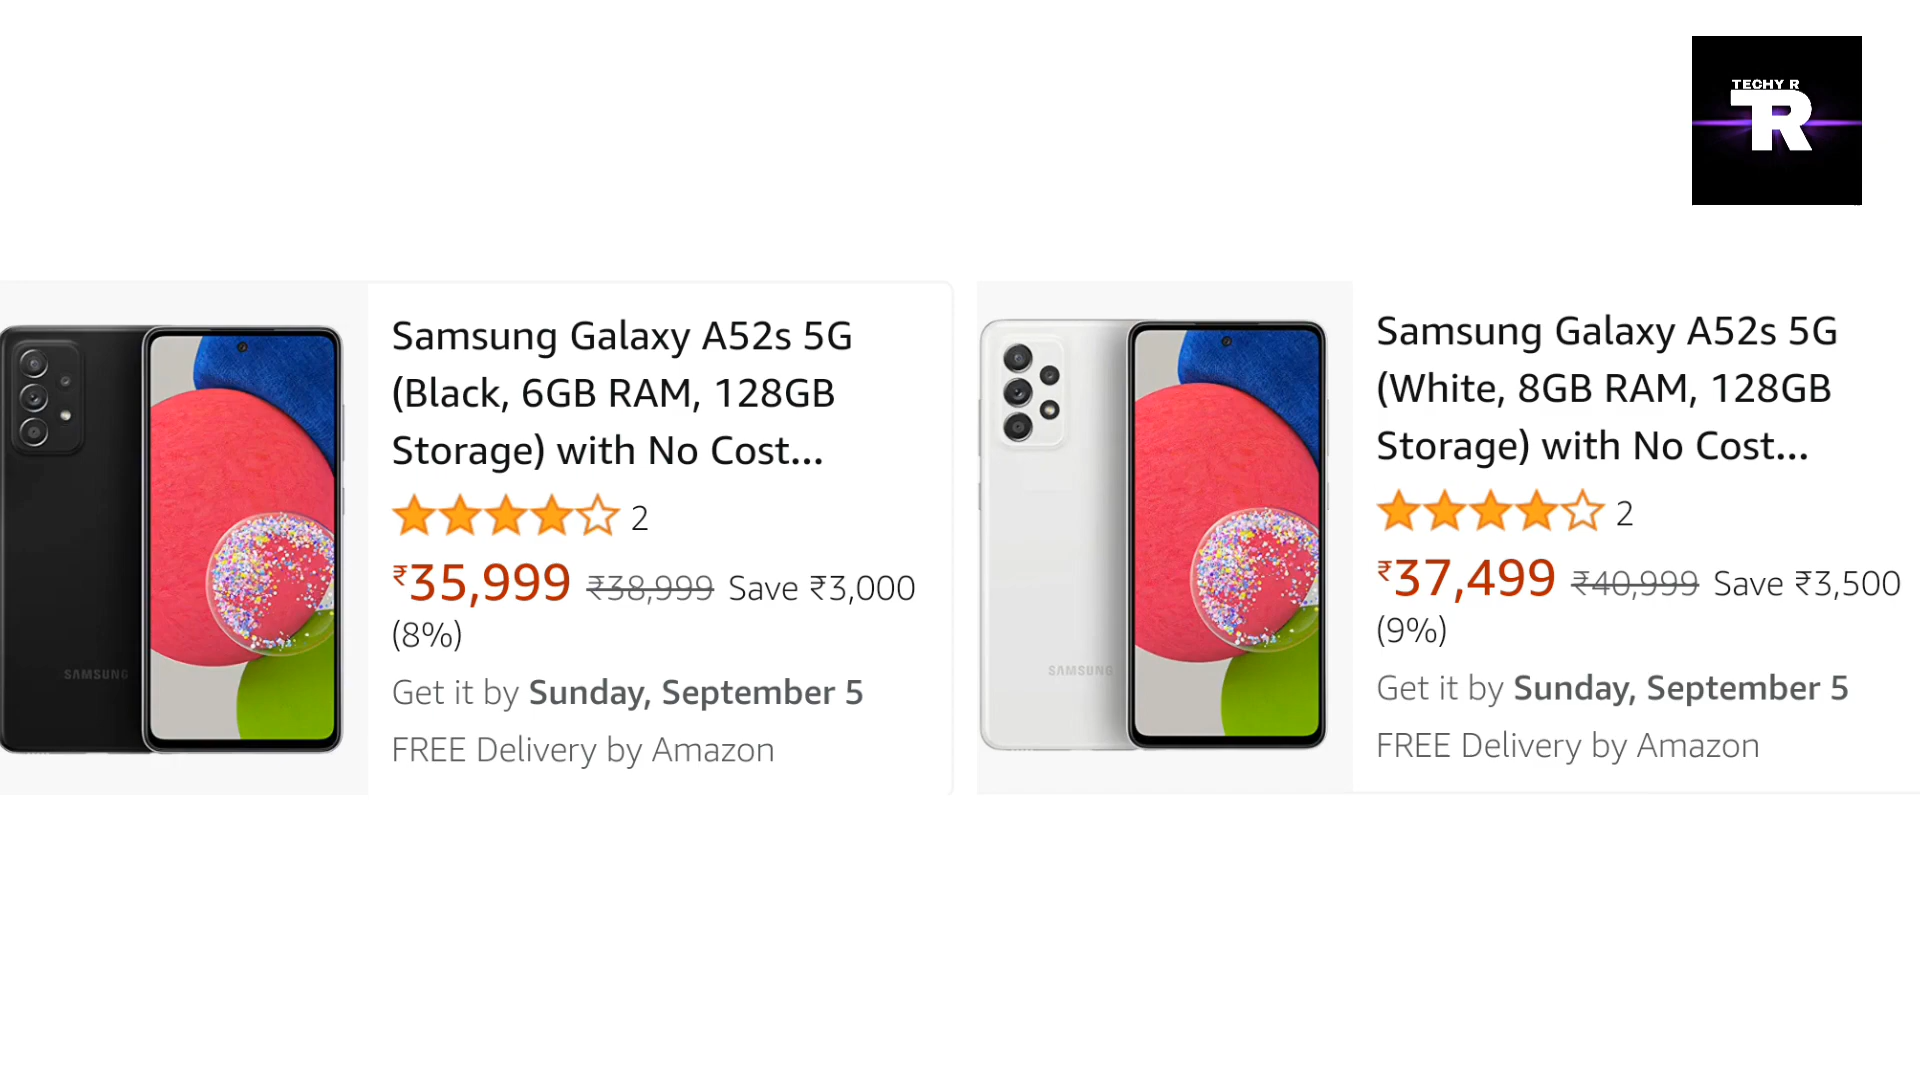 TECHY R
TR
Samsung Galaxy A52s 5G
(Black, 6GB RAM, 128GB
Storage) with No Cost...
2
₹35,999 ₹38,999 Save ₹3,000
(8%)
Get it by Sunday, September 5
FREE Delivery by Amazon
SAMSUNG
Samsung Galaxy A52s 5G
(White, 8GB RAM, 128GB
Storage) with No Cost...
2
₹37,499 ₹40,999 Save ₹3,500
(9%)
Get it by Sunday, September 5
FREE Delivery by Amazon
SAMSUNG